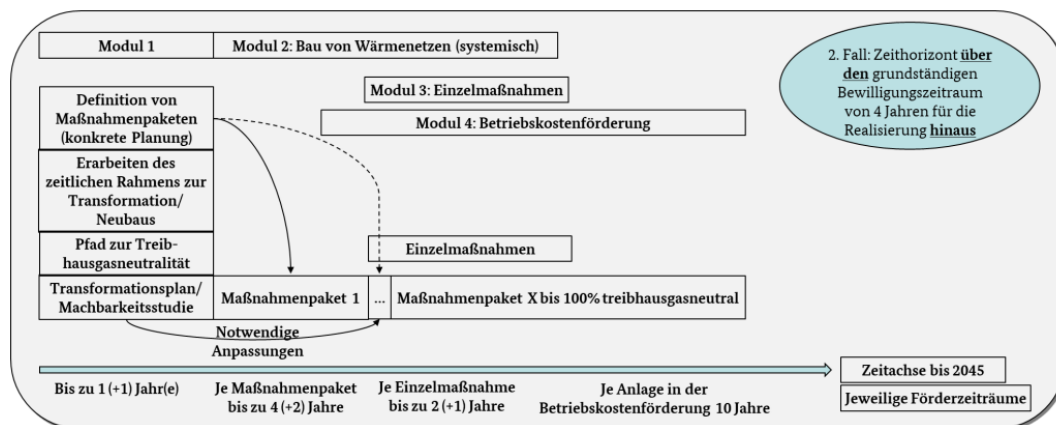 Modul 1
Modul 2: Bau von Wärmenetzen (systemisch)
2. Fall: Zeithorizont über
den grundständigen
Bewilligungszeitraum
von 4 Jahren für die
Realisierung hinaus
Modul 3: Einzelmaßnahmen
Modul 4: Betriebskostenförderung
Definition von
Maßnahmenpaketen
(konkrete Planung)
Erarbeiten des
zeitlichen Rahmens zur
Transformation/
Neubaus
Pfad zur Treib-
hausgasneutralität
Einzelmaßnahmen
Transformationsplan/
Machbarkeitsstudie
Maßnahmenpaket 1
...
Maßnahmenpaket X bis 100% treibhausgasneutral
Notwendige
Anpassungen
Bis zu 1 (+1) Jahr(e)
Je Maßnahmenpaket
bis zu 4 (+2) Jahre
Je Einzelmaßnahme
bis zu 2 (+1) Jahre
Je Anlage in der
Betriebskostenförderung 10 Jahre
Zeitachse bis 2045
Jeweilige Förderzeiträume